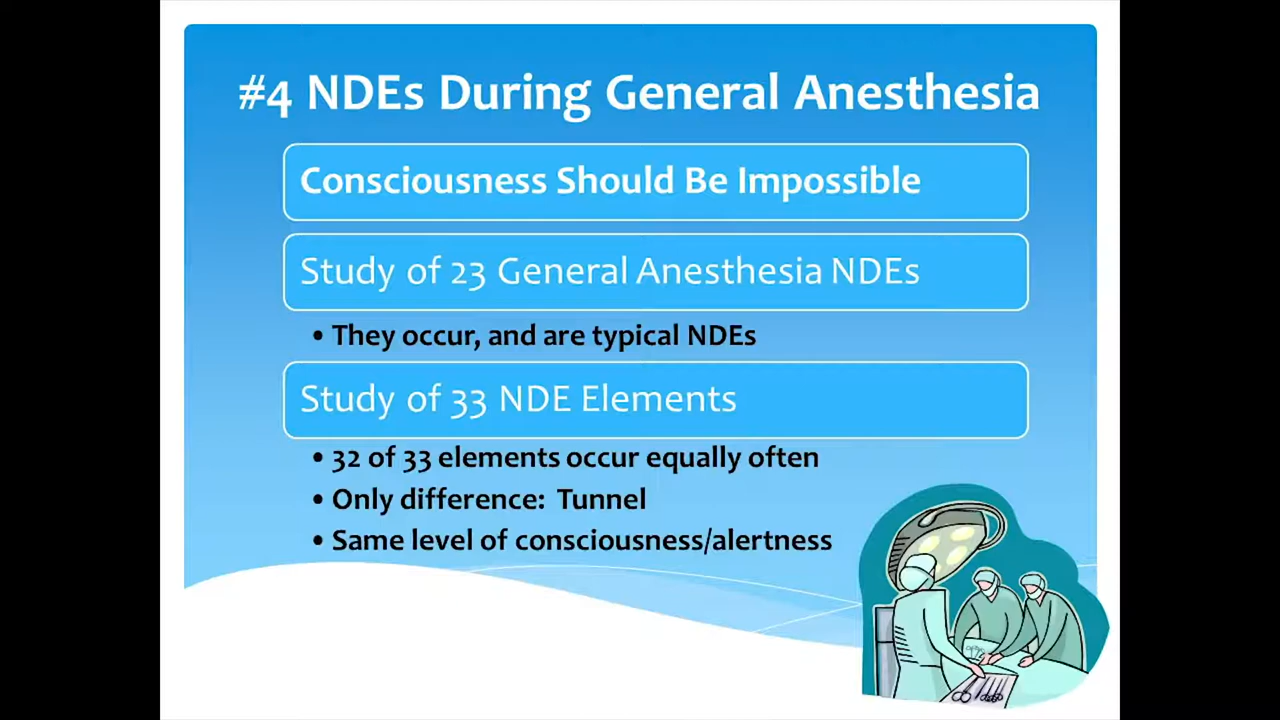 #4 NDEs During General Anesthesia
Consciousness Should Be Impossible
Study of 23 General Anesthesia NDEs
• They occur, and are typical NDEs
Study of 33 NDE Elements
• 32 of 33 elements occur equally often
• Only difference: Tunnel
• Same level of consciousness/alertness